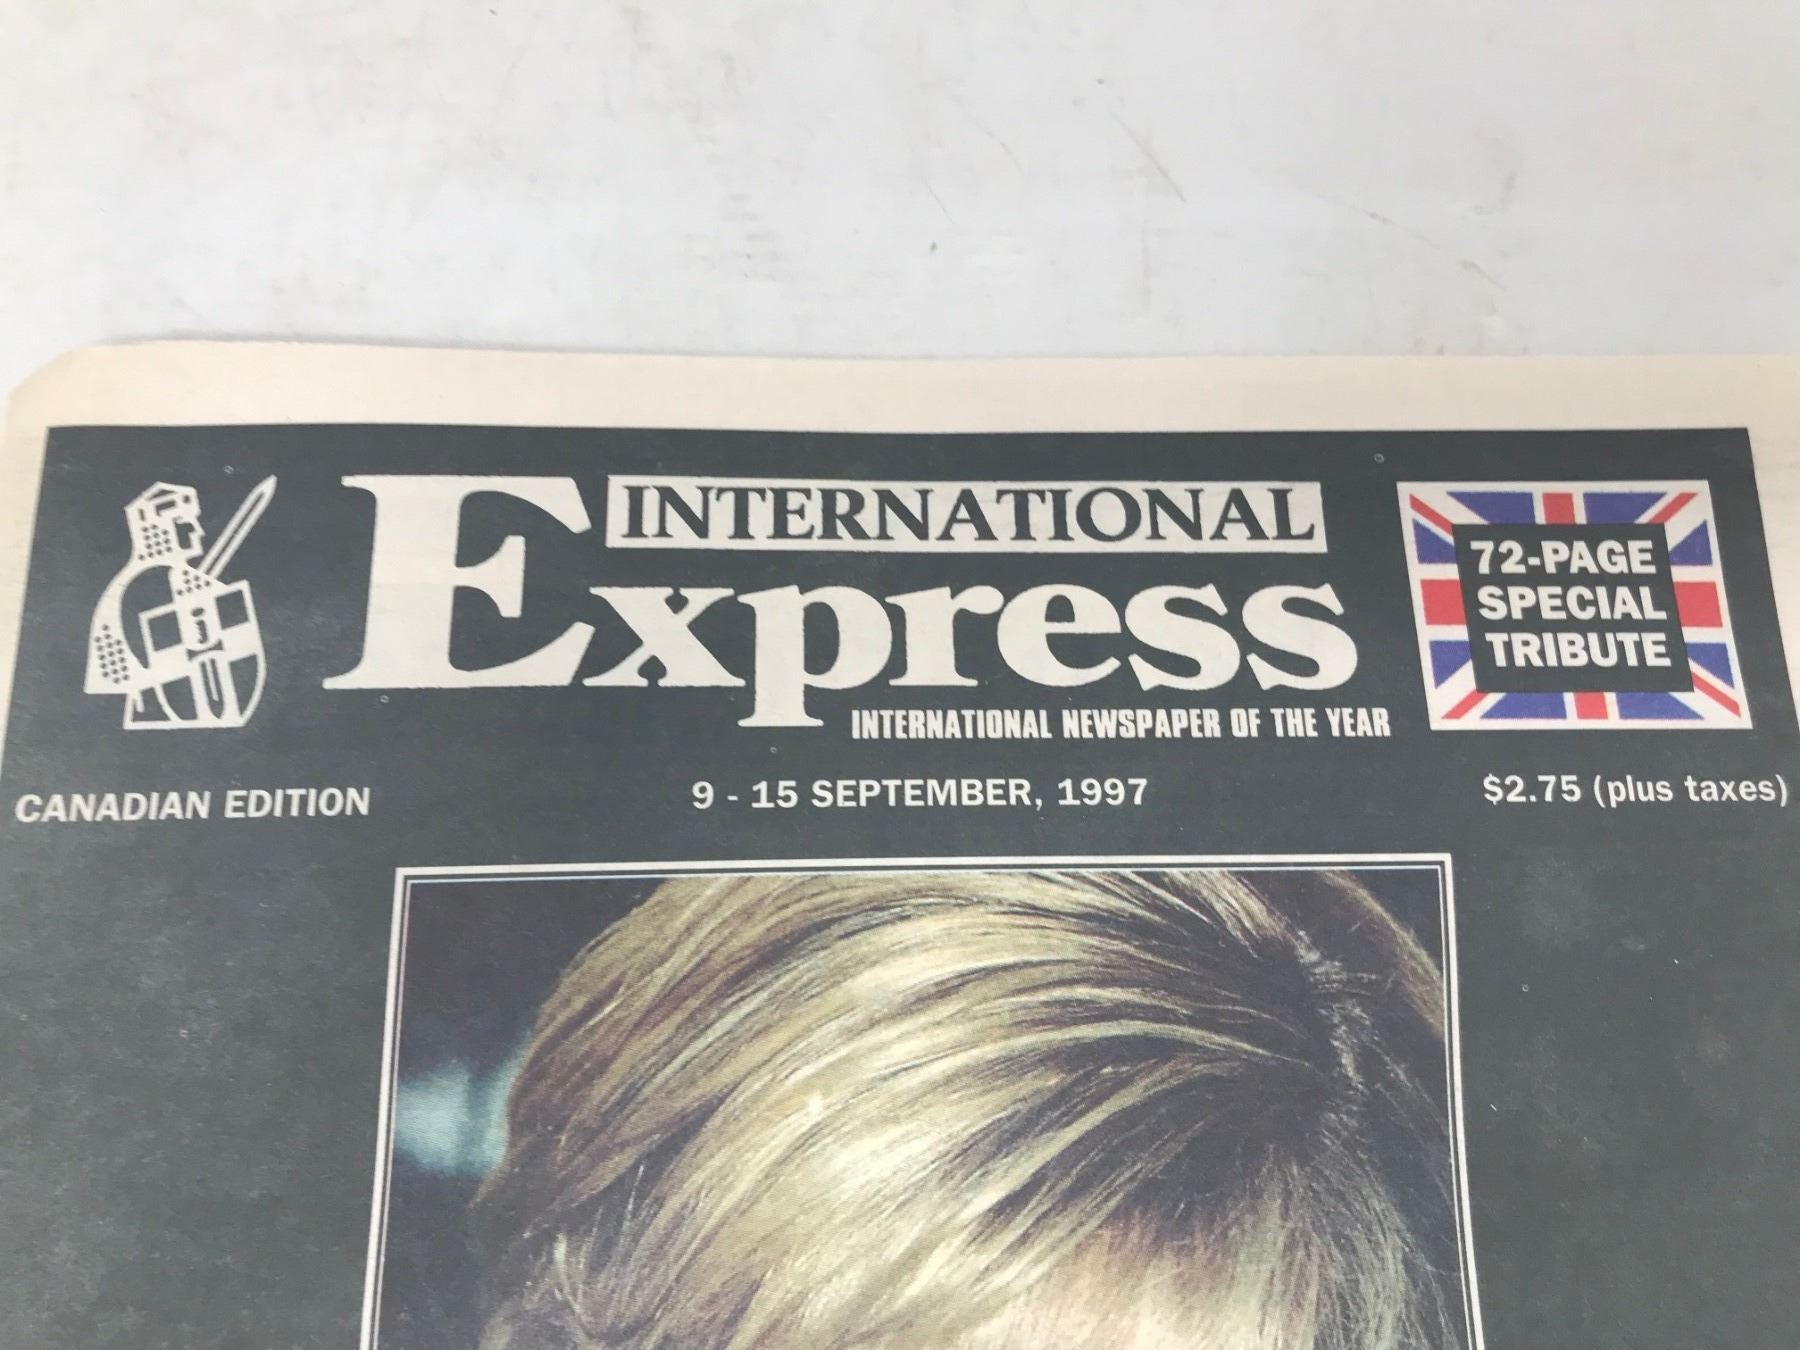 INTERNATIONAL
Express
INTERNATIONAL NEWSPAPER OF THE YEAR
72-PAGE
SPECIAL
TRIBUTE
CANADIAN EDITION
9 - 15 SEPTEMBER, 1997
$2.75 (plus taxes)